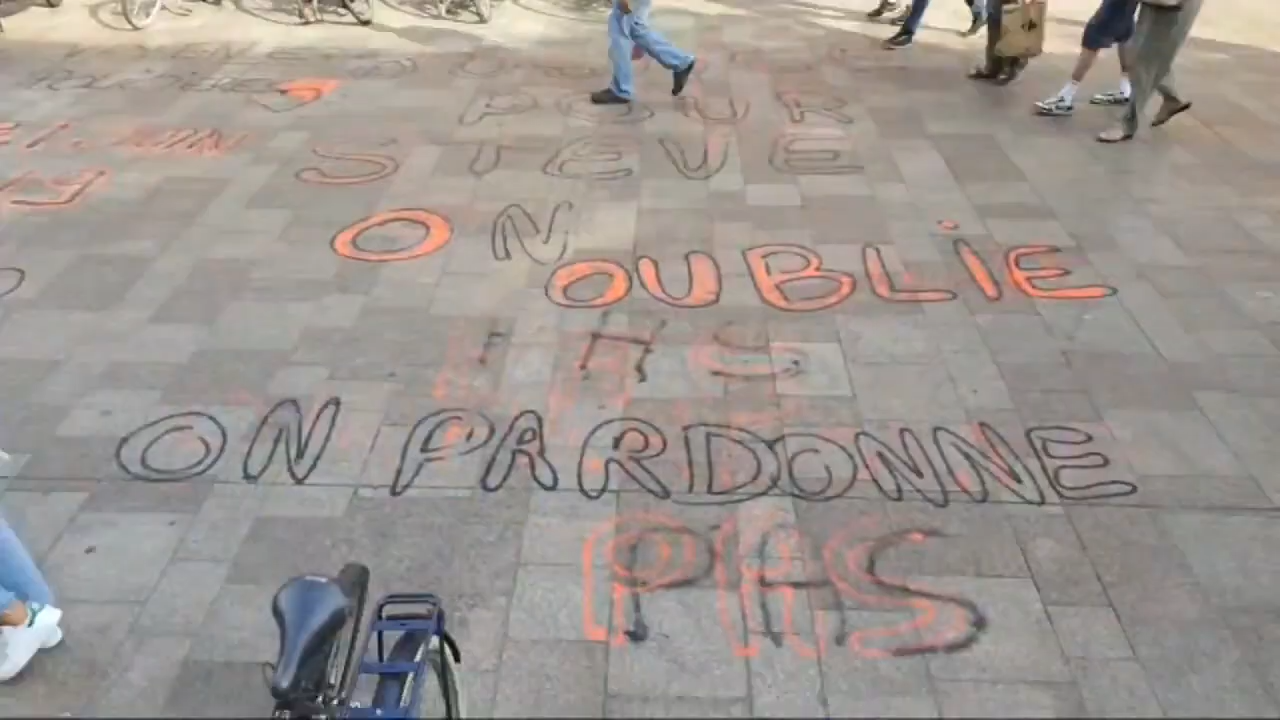 POUR
STEVE
ON OUBLIE
PAS
ON PARDONNE
PAS